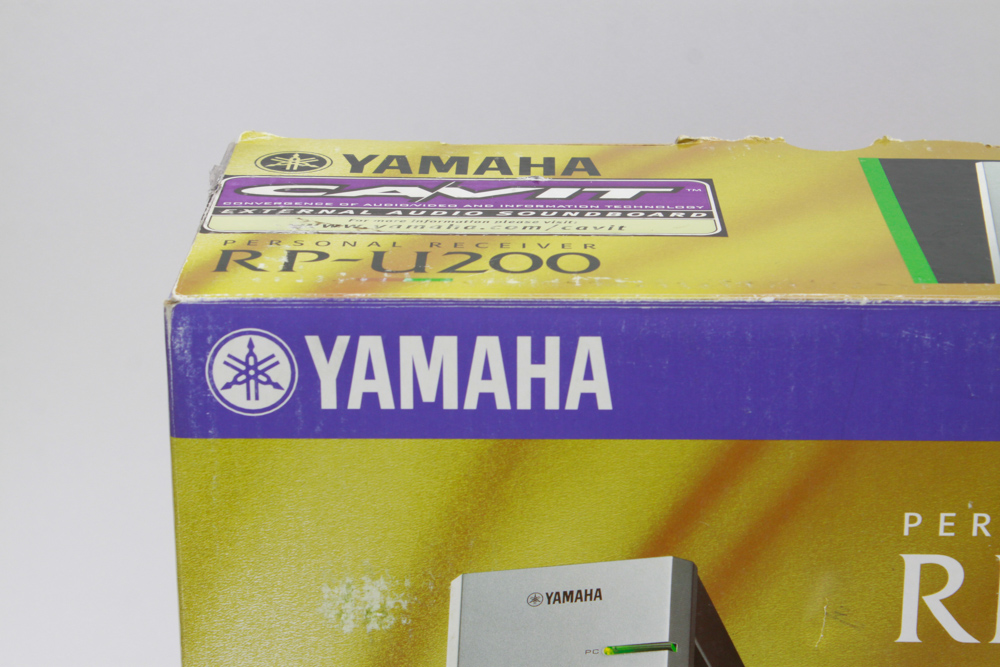 YAMAHA
CAVIT™
CONVERGENCE OF AUDIO/VIDEO AND INFORMATION TECHNOLOGY
EXTERNAL AUDIO SOUNDBOARD
For more information please visit:
www.yamaha.com/cavit
PERSONAL RECEIVER
RP-U200
YAMAHA
PER
R
YAMAHA
PC